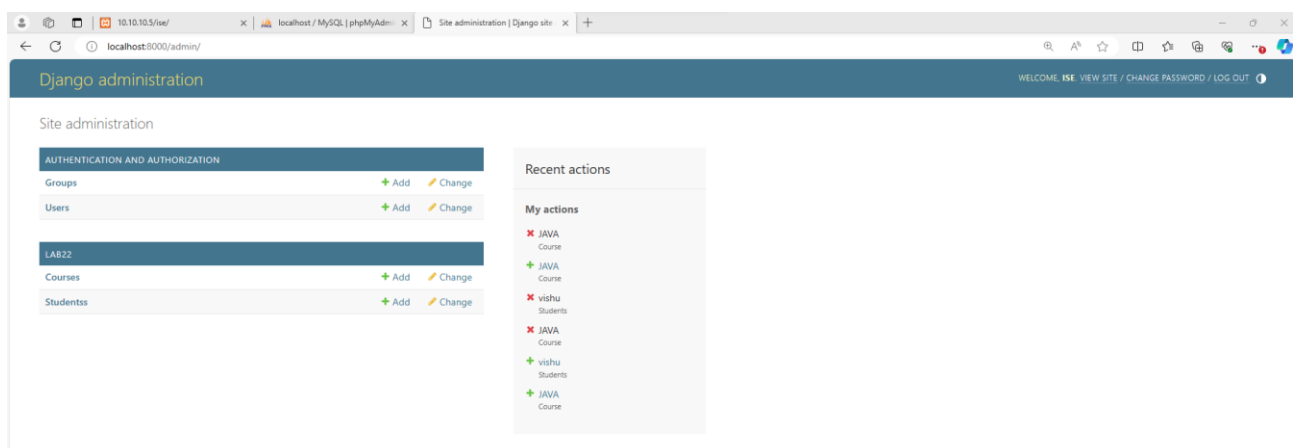 10.10.10.5/ise/
localhost / MySQL | phpMyAdmi
Site administration | Django site
localhost:8000/admin/
Django administration
WELCOME, ISE. VIEW SITE / CHANGE PASSWORD / LOG OUT
Site administration
AUTHENTICATION AND AUTHORIZATION
Groups + Add Change
Users + Add Change
LAB22
Courses + Add Change
Studentss + Add Change
Recent actions
My actions
JAVA
Course
JAVA
Course
vishu
Students
JAVA
Course
vishu
Students
JAVA
Course